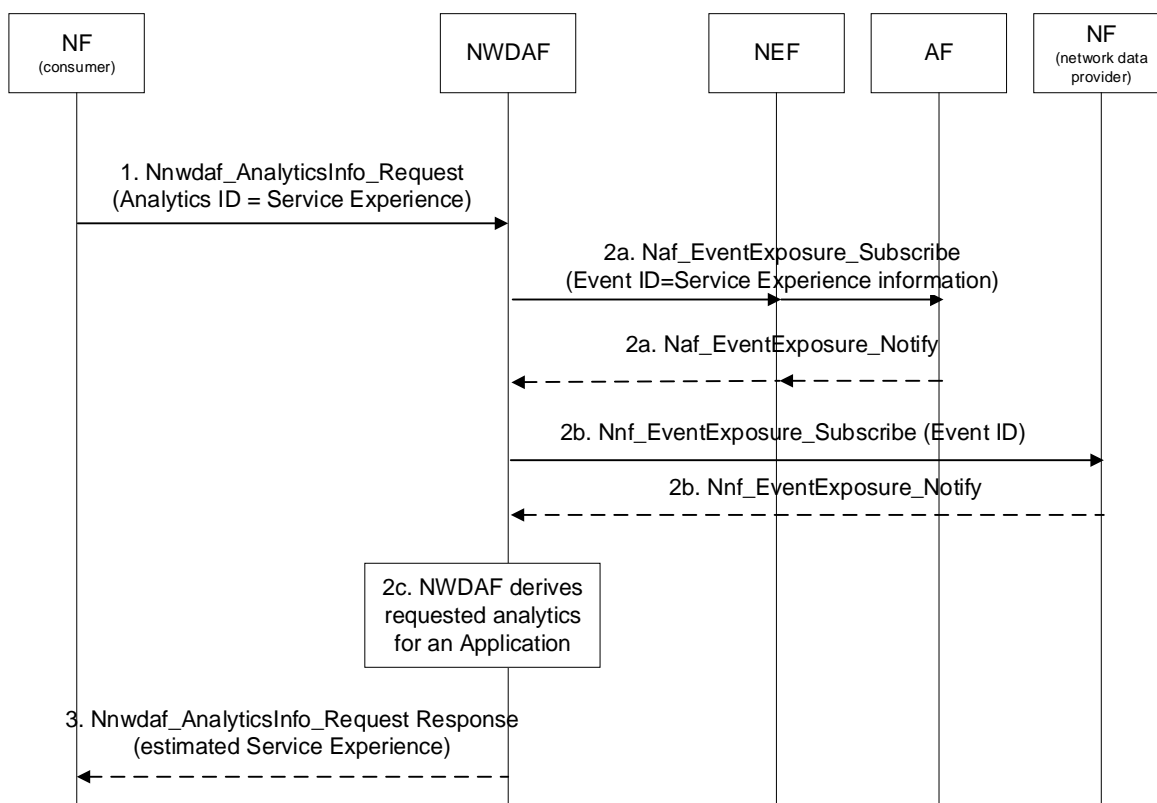 NF
(consumer)
NWDAF
NEF
AF
NF
(network data
provider)
1. Nnwdaf_AnalyticsInfo_Request
(Analytics ID = Service Experience)
2a. Naf_EventExposure_Subscribe
(Event ID=Service Experience information)
2a. Naf_EventExposure_Notify
2b. Nnf_EventExposure_Subscribe (Event ID)
2b. Nnf_EventExposure_Notify
2c. NWDAF derives
requested analytics
for an Application
3. Nnwdaf_AnalyticsInfo_Request Response
(estimated Service Experience)